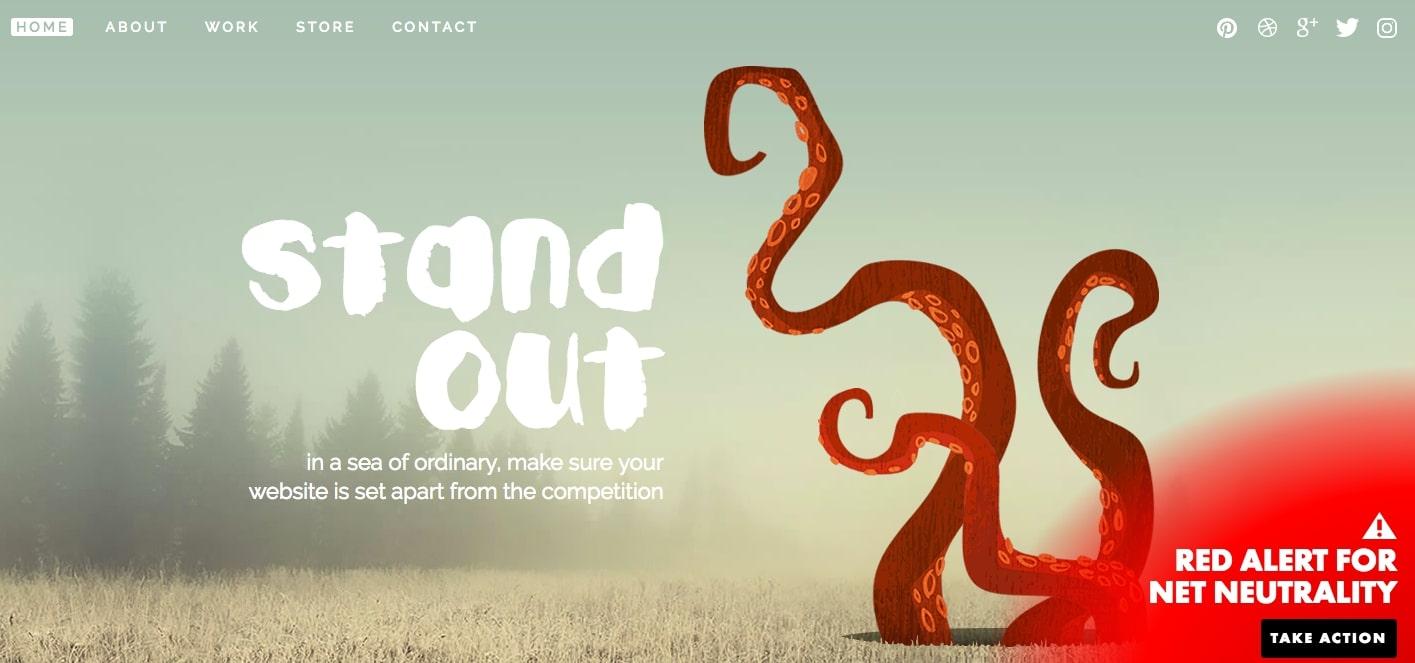 HOME ABOUT WORK STORE CONTACT
stand
out
in a sea of ordinary, make sure your
website is set apart from the competition
RED ALERT FOR
NET NEUTRALITY
TAKE ACTION